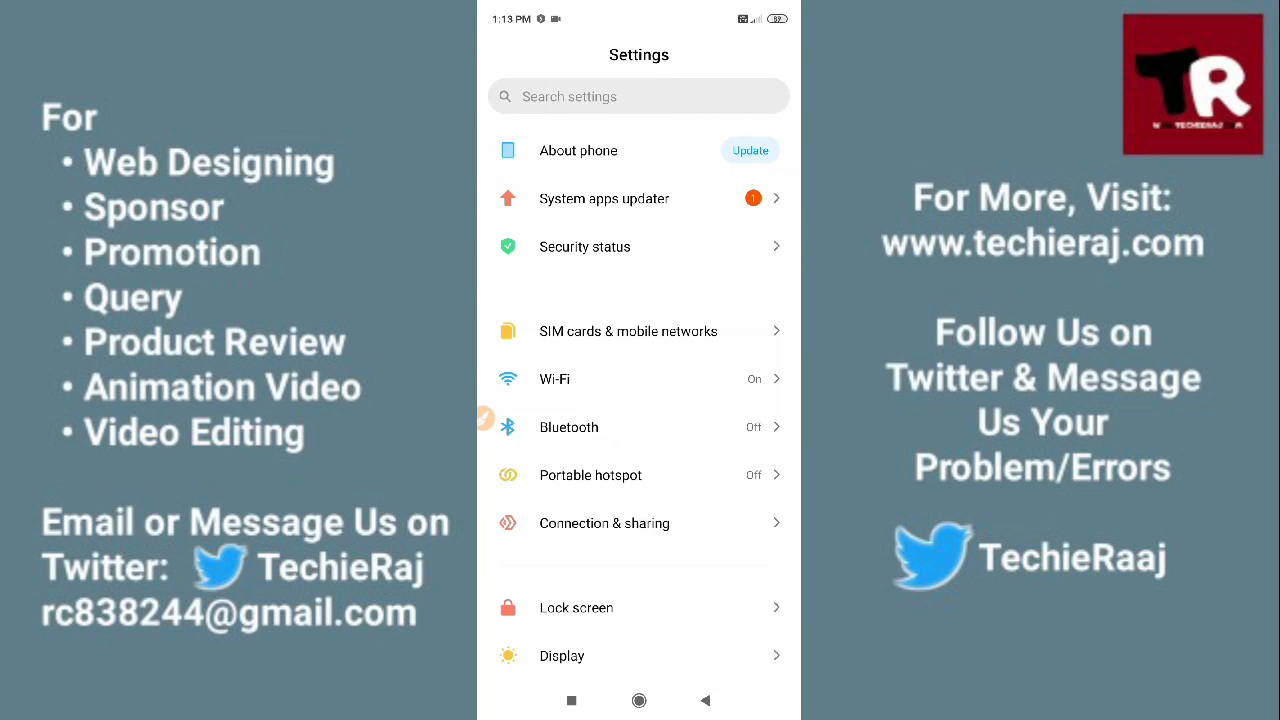 For
• Web Designing
• Sponsor
• Promotion
• Query
• Product Review
• Animation Video
• Video Editing
Email or Message Us on
Twitter: TechieRaj
rc838244@gmail.com
1:13 PM
89
Settings
Search settings
About phone
Update
System apps updater
1
Security status
SIM cards & mobile networks
Wi-Fi
On
Bluetooth
Off
Portable hotspot
Off
Connection & sharing
Lock screen
Display
TR
For More, Visit:
www.techieraj.com
Follow Us on
Twitter & Message
Us Your
Problem/Errors
TechieRaaj